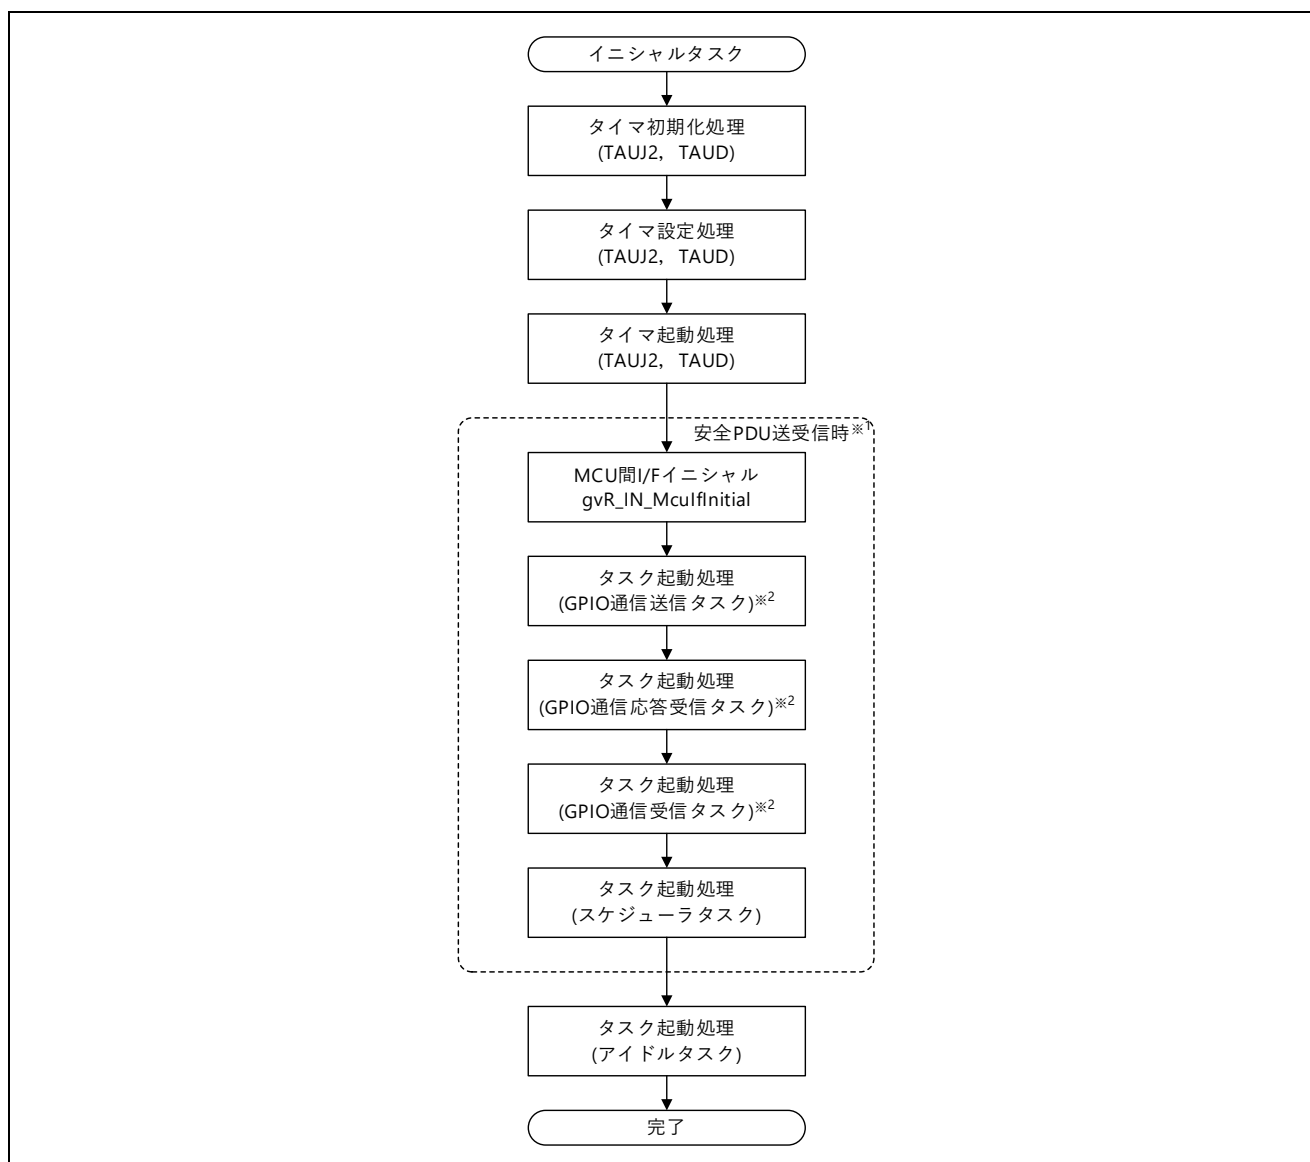 イニシャルタスク
タイマ初期化処理
(TAUJ2，TAUD)
タイマ設定処理
(TAUJ2，TAUD)
タイマ起動処理
(TAUJ2，TAUD)
安全PDU送受信時※1
MCU間I/Fイニシャル
gvR_IN_McuIfInitial
タスク起動処理
(GPIO通信送信タスク)※2
タスク起動処理
(GPIO通信応答受信タスク)※2
タスク起動処理
(GPIO通信受信タスク)※2
タスク起動処理
(スケジューラタスク)
タスク起動処理
(アイドルタスク)
完了